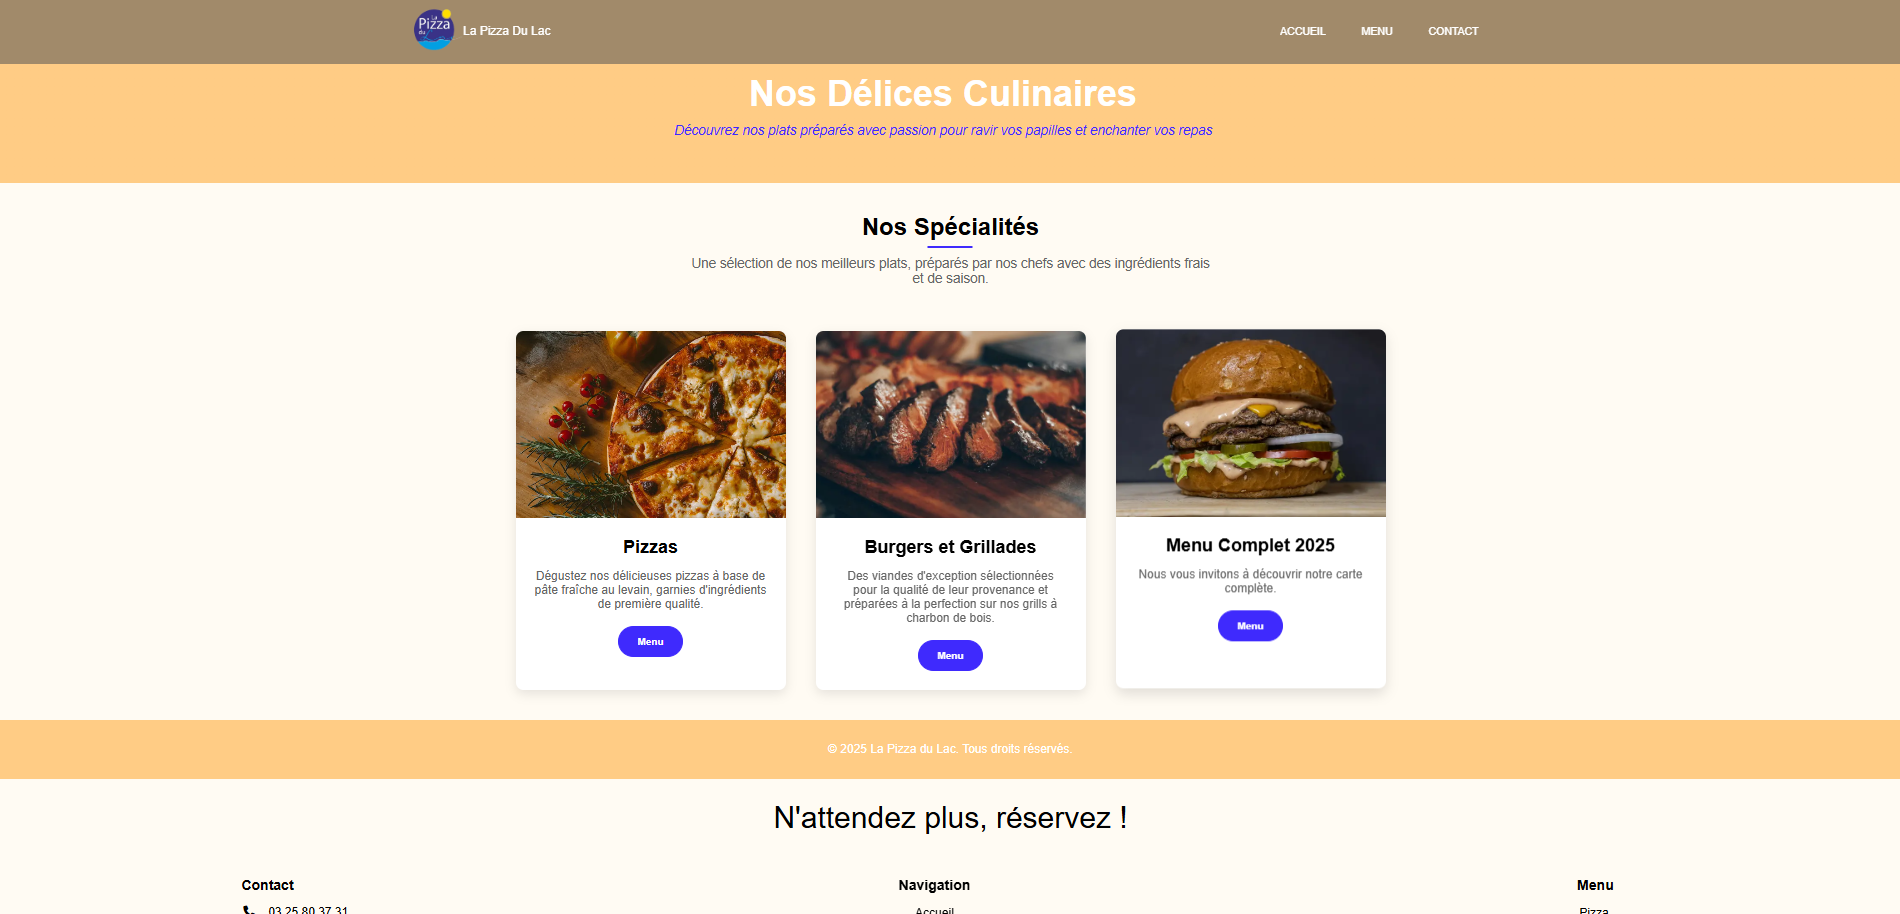 La
Pizza
du
La Pizza Du Lac
ACCUEIL
MENU
CONTACT
Nos Délices Culinaires
Découvrez nos plats préparés avec passion pour ravir vos papilles et enchanter vos repas
Nos Spécialités
Une sélection de nos meilleurs plats, préparés par nos chefs avec des ingrédients frais
et de saison.
Pizzas
Dégustez nos délicieuses pizzas à base de
pâte fraîche au levain, garnies d'ingrédients
de première qualité.
Menu
Burgers et Grillades
Des viandes d'exception sélectionnées
pour la qualité de leur provenance et
préparées à la perfection sur nos grills à
charbon de bois.
Menu
Menu Complet 2025
Nous vous invitons à découvrir notre carte
complète.
Menu
© 2025 La Pizza du Lac. Tous droits réservés.
N'attendez plus, réservez !
Contact
03 25 80 37 31
Navigation
Accueil
Menu
Pizza